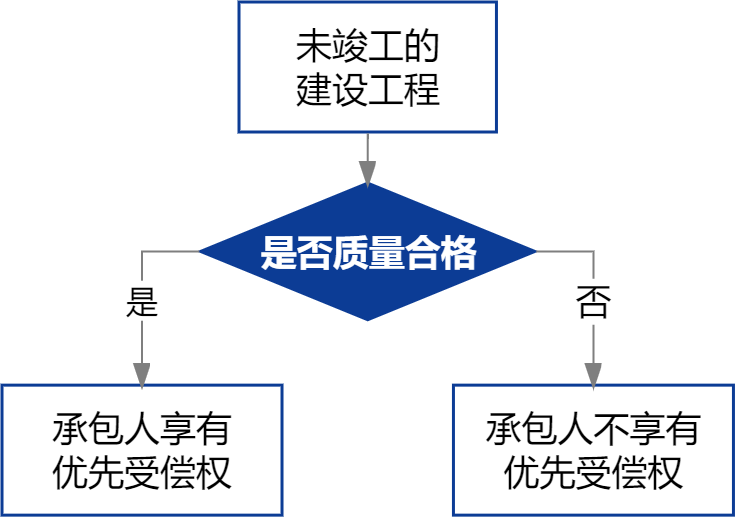 未竣工的
建设工程
是否质量合格
是
否
承包人享有
优先受偿权
承包人不享有
优先受偿权